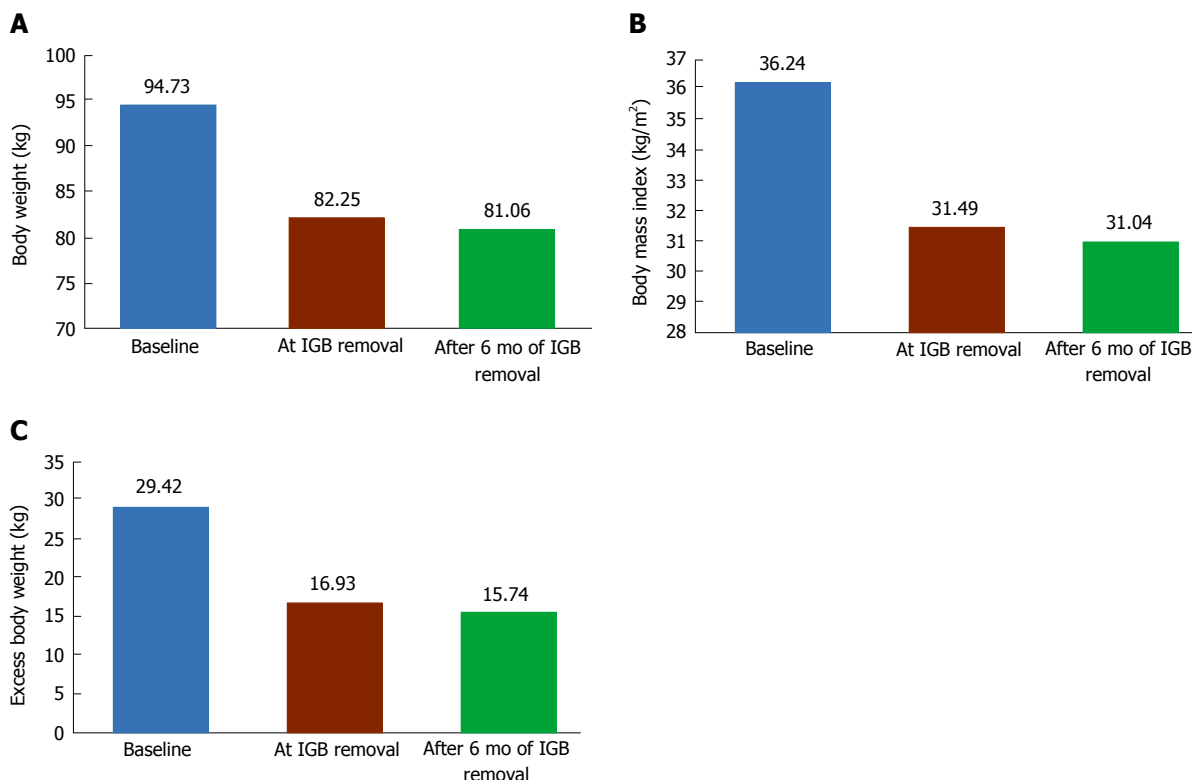 A
Body weight (kg)
100
95
90
85
80
75
70
94.73
82.25
81.06
Baseline
At IGB removal
After 6 mo of IGB
removal
B
Body mass index (kg/m²)
37
36
35
34
33
32
31
30
29
28
36.24
31.49
31.04
Baseline
At IGB removal
After 6 mo of IGB
removal
C
Excess body weight (kg)
35
30
25
20
15
10
5
0
29.42
16.93
15.74
Baseline
At IGB removal
After 6 mo of IGB
removal